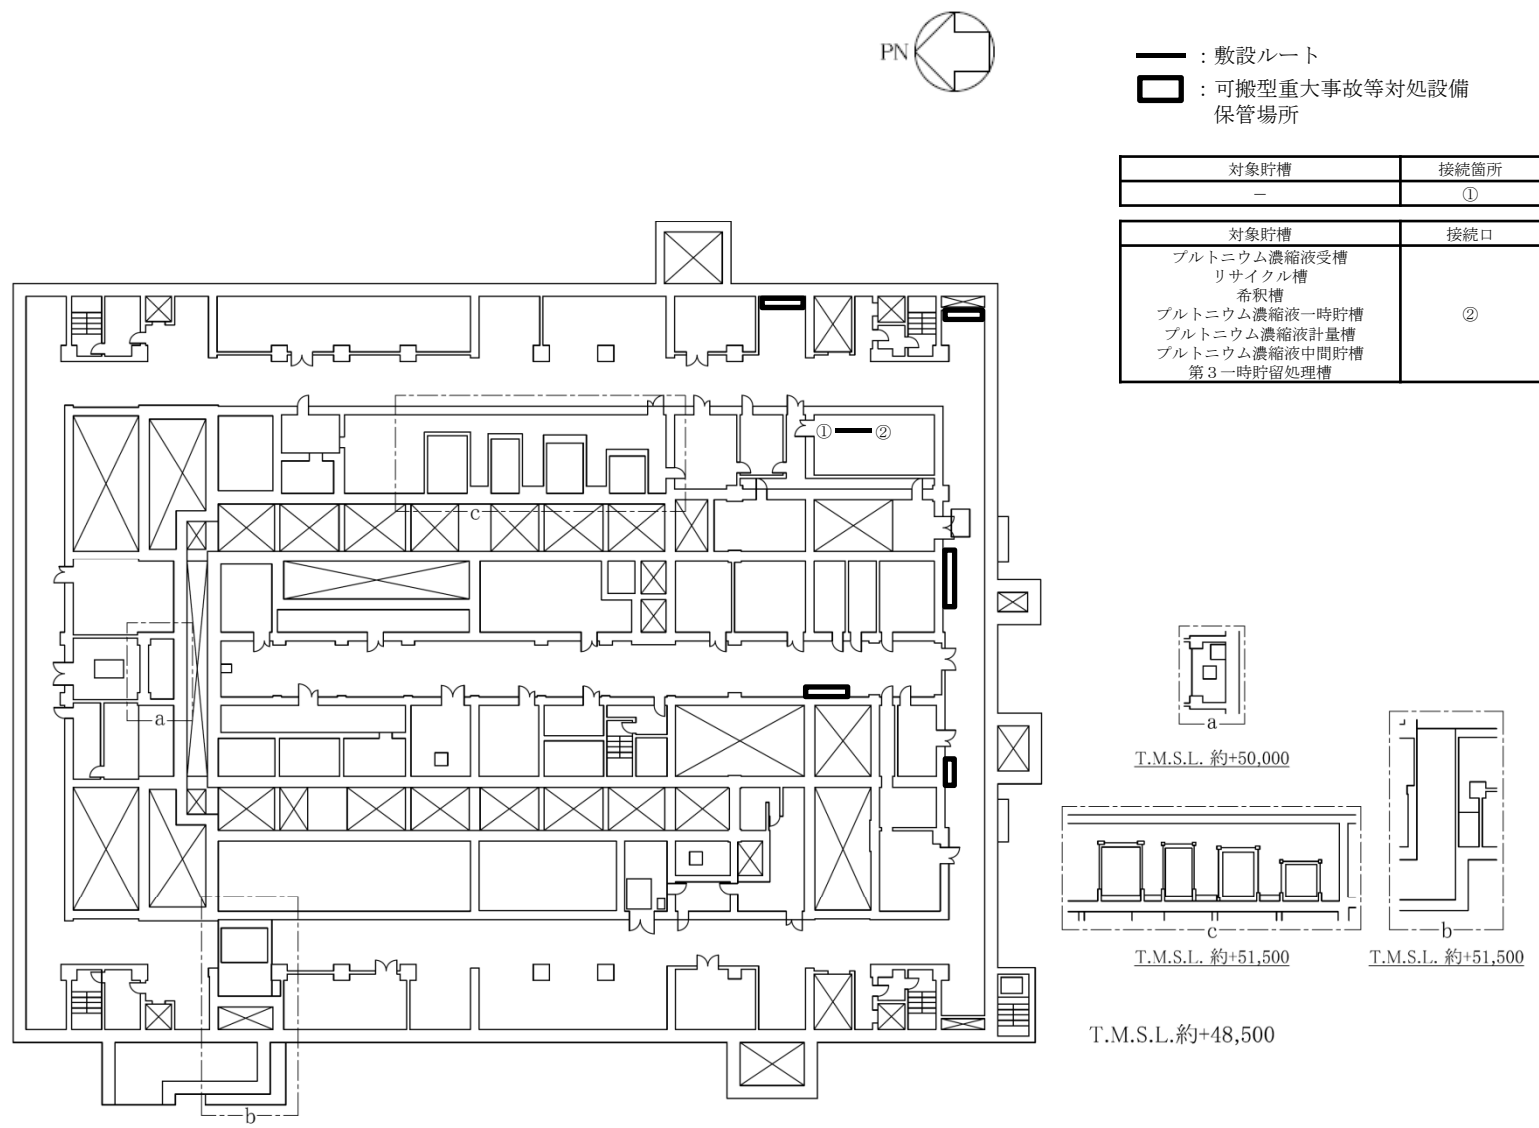 PN
：敷設ルート
：可搬型重大事故等対処設備
保管場所
対象貯槽 接続箇所
－ ①
対象貯槽 接続口
プルトニウム濃縮液受槽
リサイクル槽
希釈槽
プルトニウム濃縮液一時貯槽 ②
プルトニウム濃縮液計量槽
プルトニウム濃縮液中間貯槽
第３一時貯留処理槽
① ②
c
a
b
a
T.M.S.L. 約+50,000
c
T.M.S.L. 約+51,500
b
T.M.S.L. 約+51,500
T.M.S.L.約+48,500